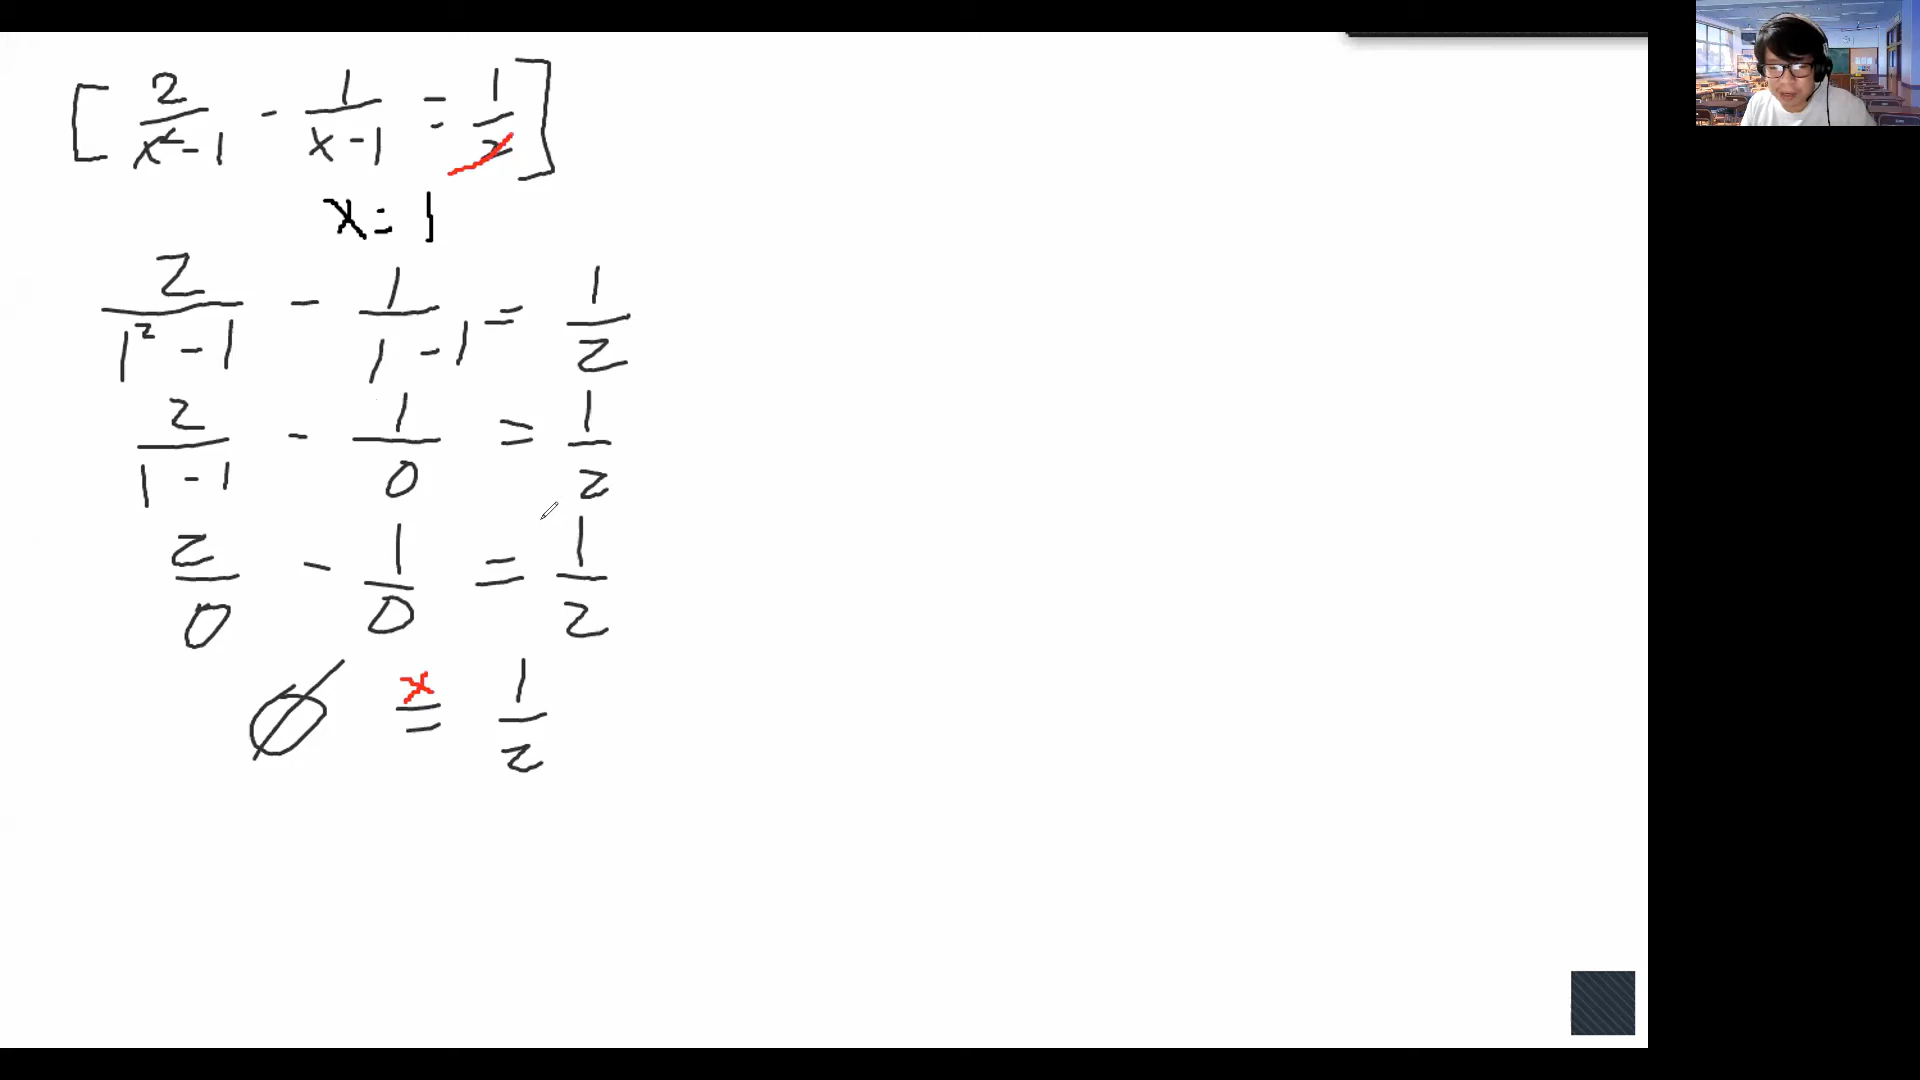 [ 2/(x² - 1) - 1/(x - 1) = 1/2 ]
x = 1
2/(1² - 1) - 1/(1 - 1) = 1/2
2/(1 - 1) - 1/0 = 1/2
2/0 - 1/0 = 1/2
x
∅ = 1/2